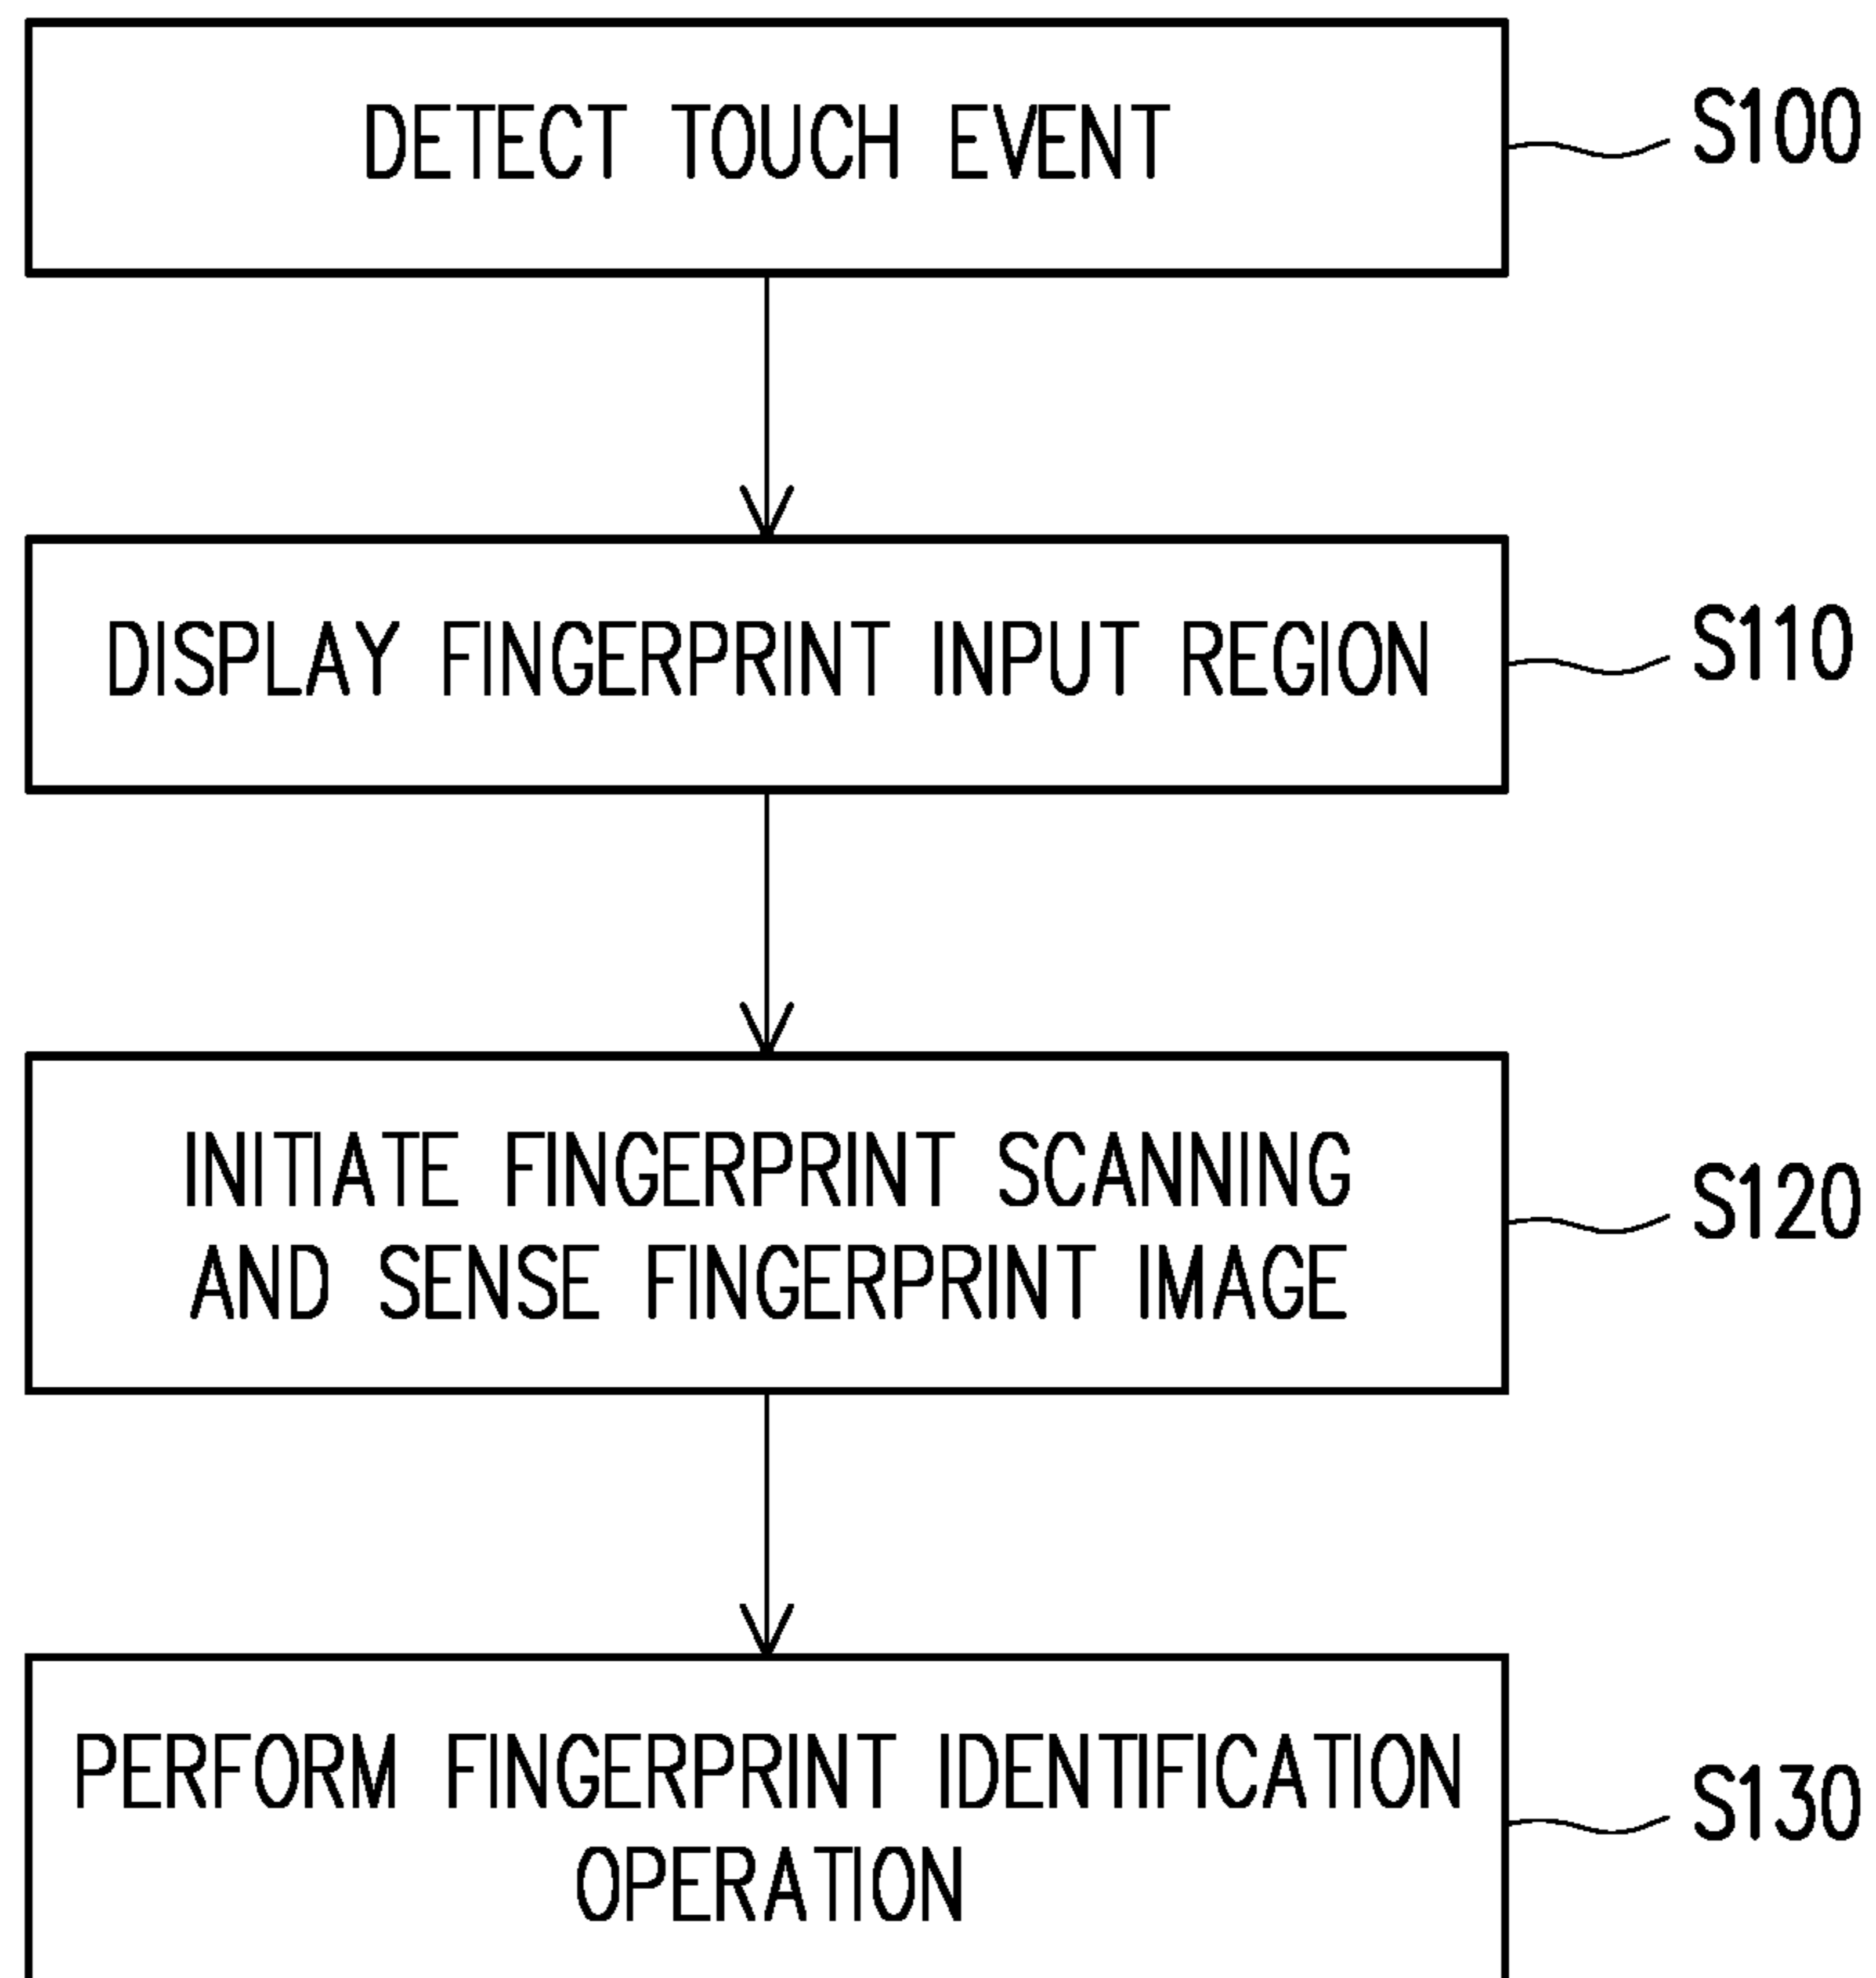 DETECT TOUCH EVENT
S100
DISPLAY FINGERPRINT INPUT REGION
S110
INITIATE FINGERPRINT SCANNING
AND SENSE FINGERPRINT IMAGE
S120
PERFORM FINGERPRINT IDENTIFICATION
OPERATION
S130